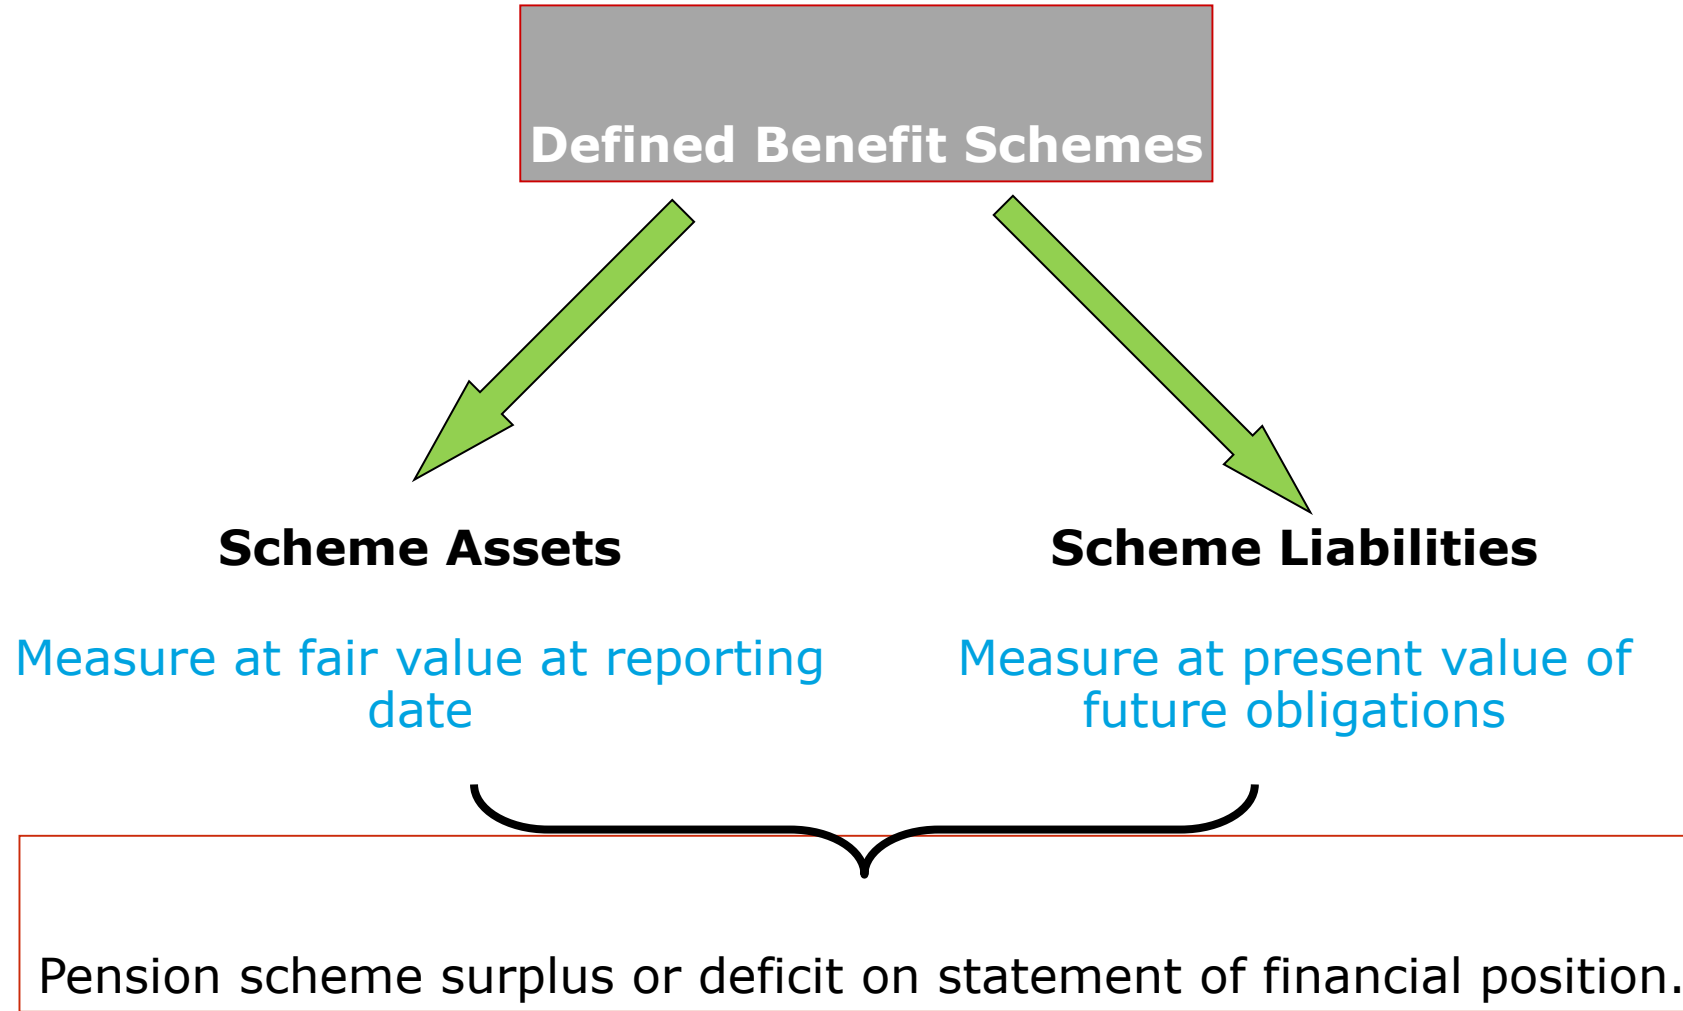 Defined Benefit Schemes
Scheme Assets
Measure at fair value at reporting
date
Scheme Liabilities
Measure at present value of
future obligations
Pension scheme surplus or deficit on statement of financial position.